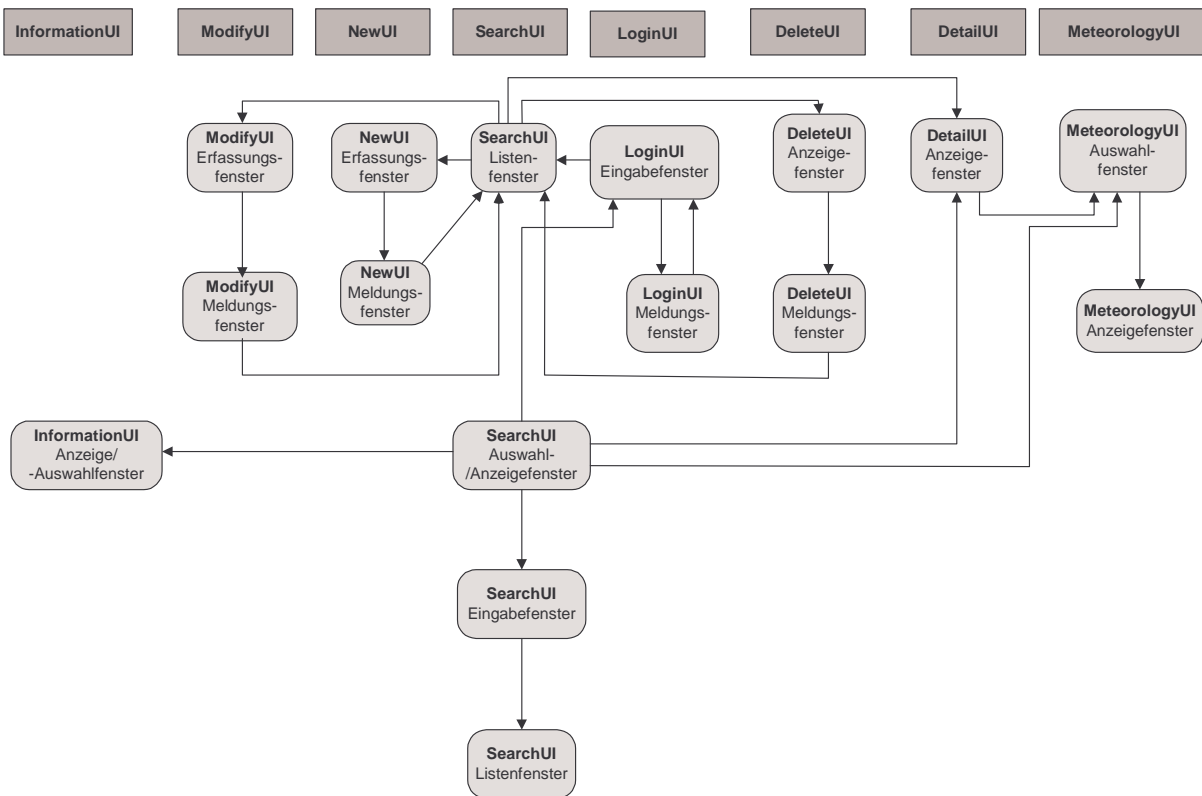 InformationUI
ModifyUI
NewUI
SearchUI
LoginUI
DeleteUI
DetailUI
MeteorologyUI
ModifyUI
Erfassungs-
fenster
NewUI
Erfassungs-
fenster
SearchUI
Listen-
fenster
LoginUI
Eingabefenster
DeleteUI
Anzeige-
fenster
DetailUI
Anzeige-
fenster
MeteorologyUI
Auswahl-
fenster
ModifyUI
Meldungs-
fenster
NewUI
Meldungs-
fenster
LoginUI
Meldungs-
fenster
DeleteUI
Meldungs-
fenster
MeteorologyUI
Anzeigefenster
InformationUI
Anzeige/
-Auswahlfenster
SearchUI
Auswahl-
/Anzeigefenster
SearchUI
Eingabefenster
SearchUI
Listenfenster